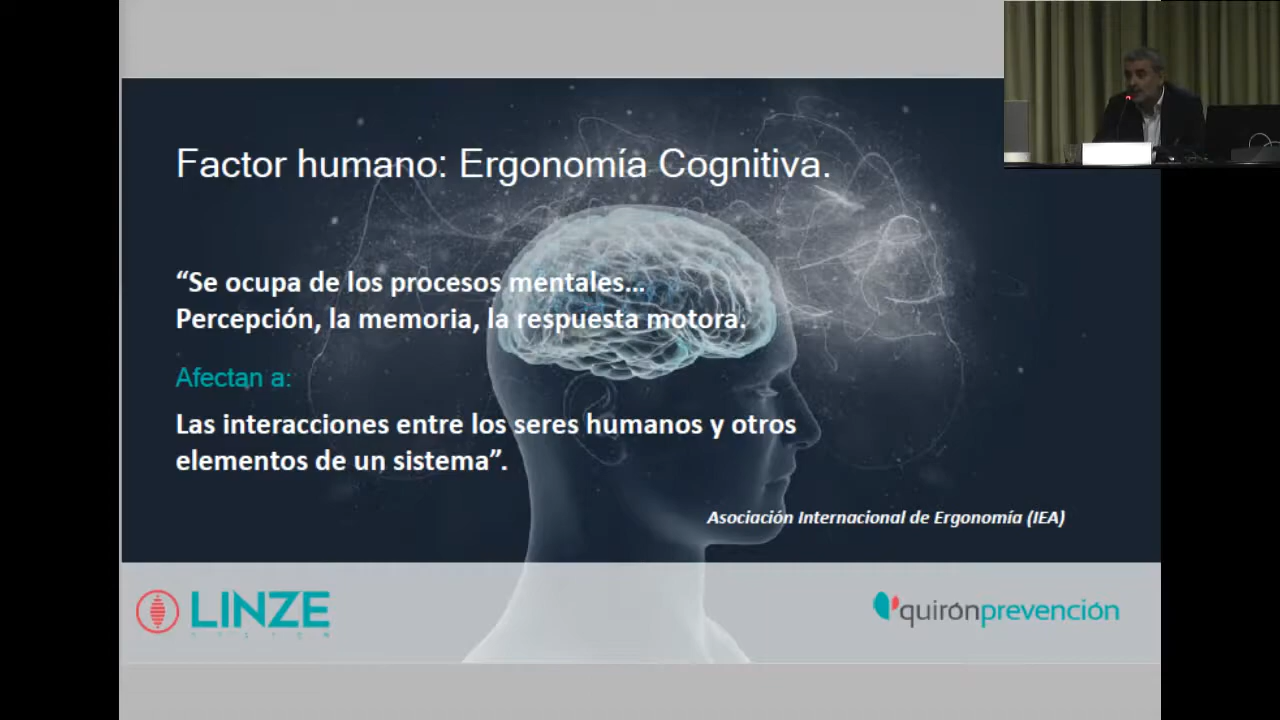 Factor humano: Ergonomía Cognitiva.
“Se ocupa de los procesos mentales…
Percepción, la memoria, la respuesta motora.
Afectan a:
Las interacciones entre los seres humanos y otros
elementos de un sistema”.
Asociación Internacional de Ergonomía (IEA)
LINZE
quirónprevención